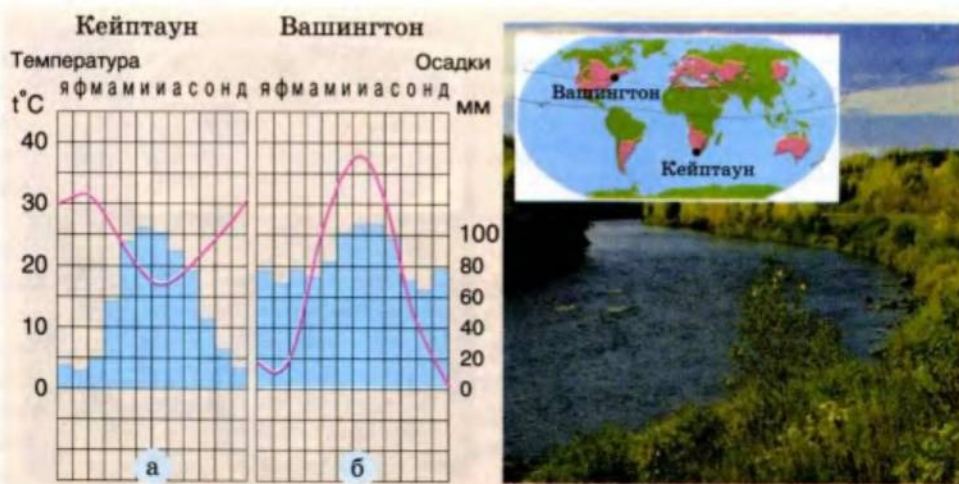 Кейптаун Вашингтон
Температура Осадки
t°C я ф м а м и и а с о н д я ф м а м и и а с о н д мм
40
30
20
10
0
100
80
60
40
20
0
а б
Вашингтон
Кейптаун